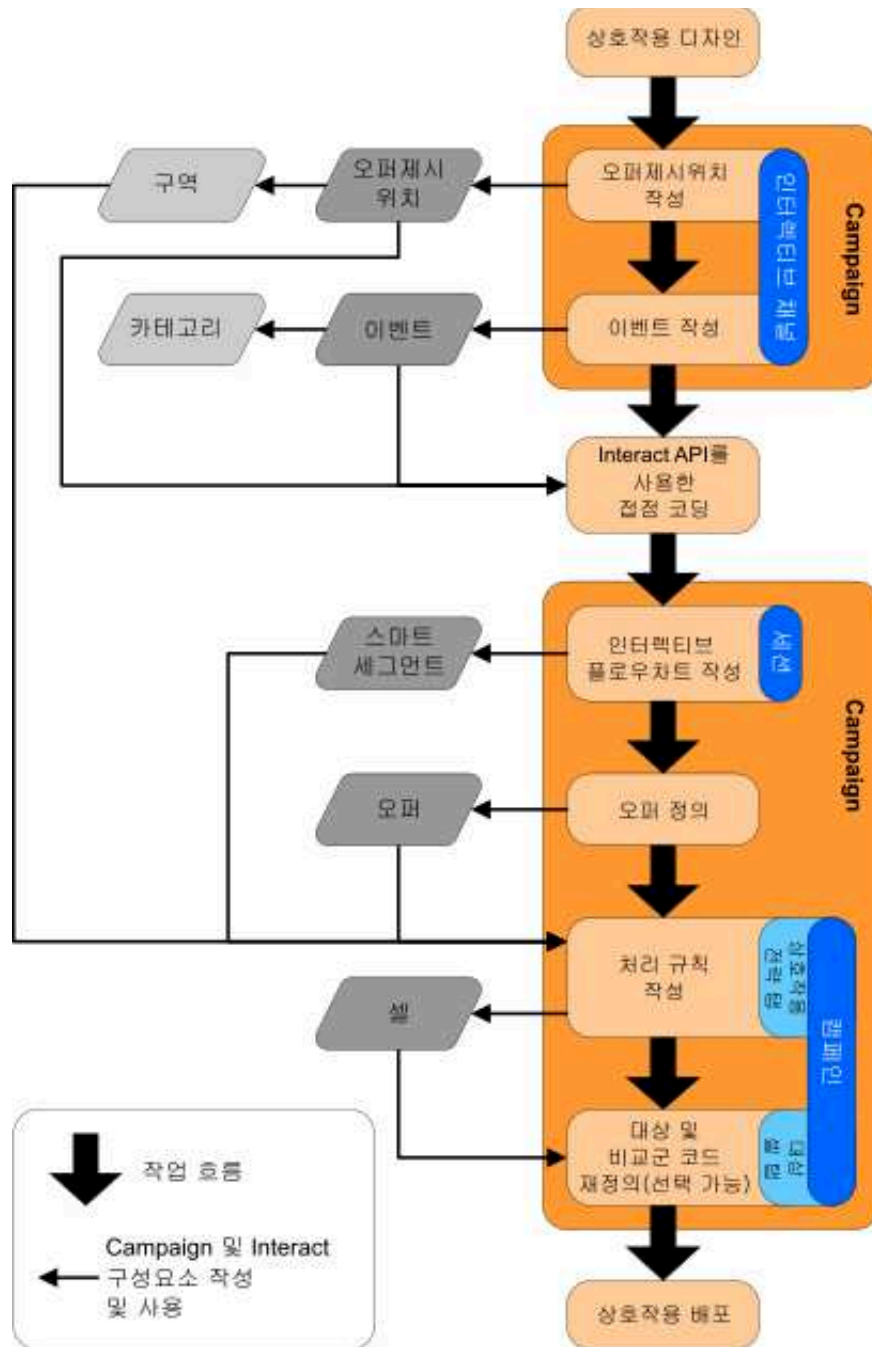 상호작용 디자인
구역
오퍼제시
위치
오퍼제시위치
작성
인터랙티브 채널
Campaign
카테고리
이벤트
이벤트 작성
Interact API를
사용한
접점 코딩
스마트
세그먼트
인터랙티브
플로우차트 작성
세션
Campaign
오퍼
오퍼 정의
처리 규칙
작성
상호작용
전략 탭
셀
캠페인
대상 및
비교군 코드
재정의(선택 가능)
대상
셀 탭
작업 흐름
Campaign 및 Interact
구성요소 작성
및 사용
상호작용 배포